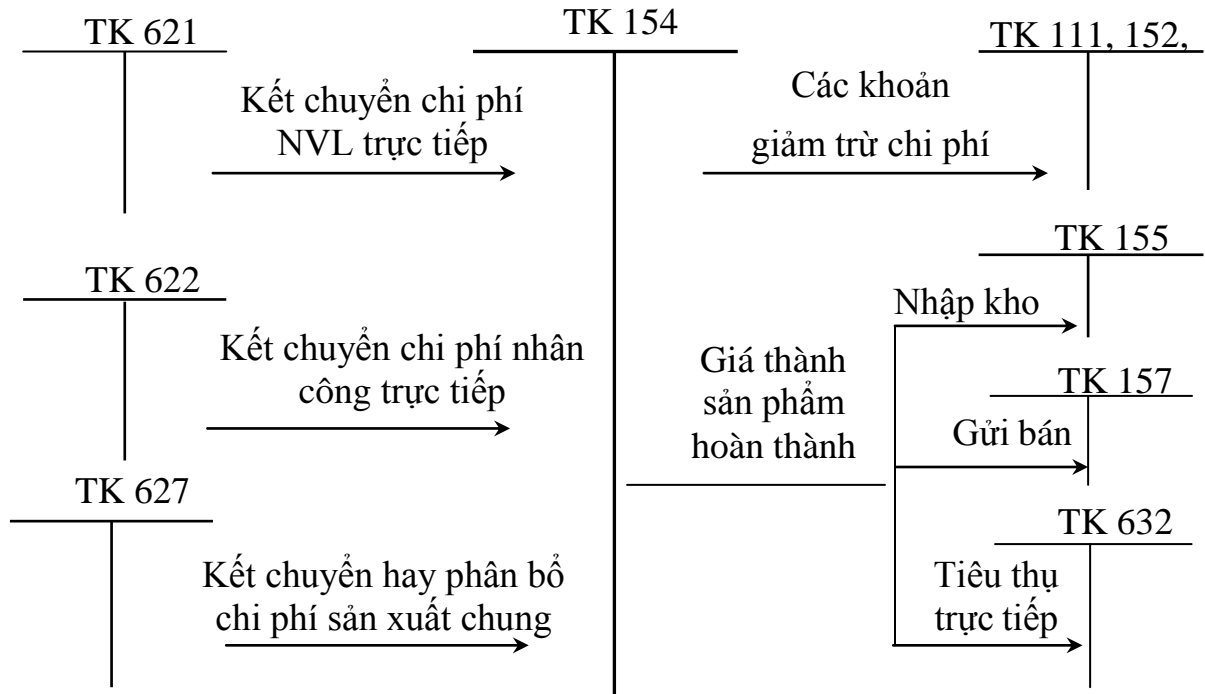 TK 621
TK 154
TK 111, 152,
Kết chuyển chi phí
NVL trực tiếp
Các khoản
giảm trừ chi phí
TK 155
TK 622
Nhập kho
Kết chuyển chi phí nhân
công trực tiếp
Giá thành
sản phẩm
hoàn thành
TK 157
Gửi bán
TK 627
TK 632
Kết chuyển hay phân bổ
chi phí sản xuất chung
Tiêu thụ
trực tiếp